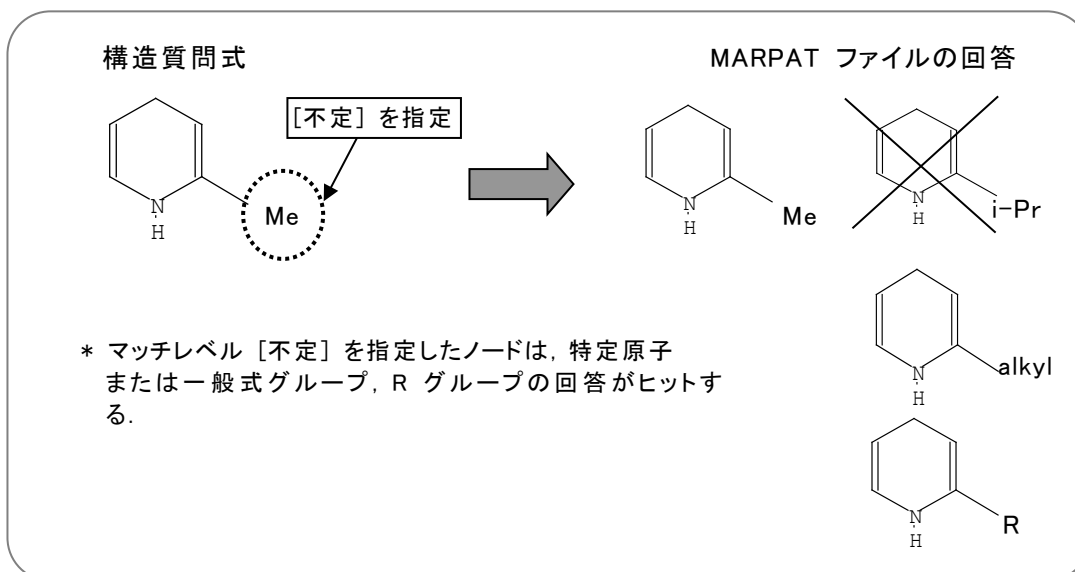 構造質問式
MARPAT ファイルの回答
[不定] を指定
N
H
Me
N
H
Me
N
H
i-Pr
N
H
alkyl
* マッチレベル [不定] を指定したノードは, 特定原子
または一般式グループ, R グループの回答がヒットす
る.
N
H
R